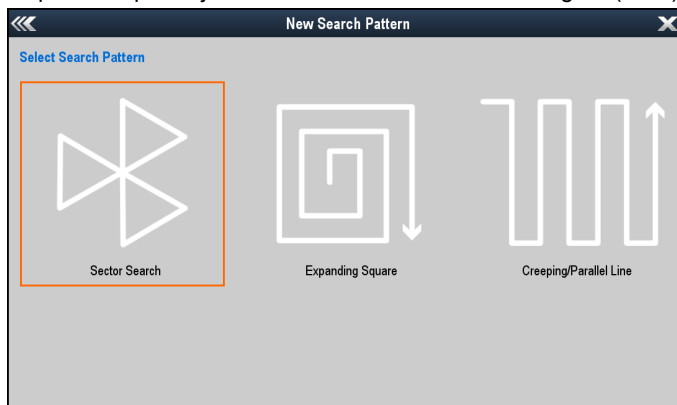 New Search Pattern
Select Search Pattern
Sector Search
Expanding Square
Creeping/Parallel Line